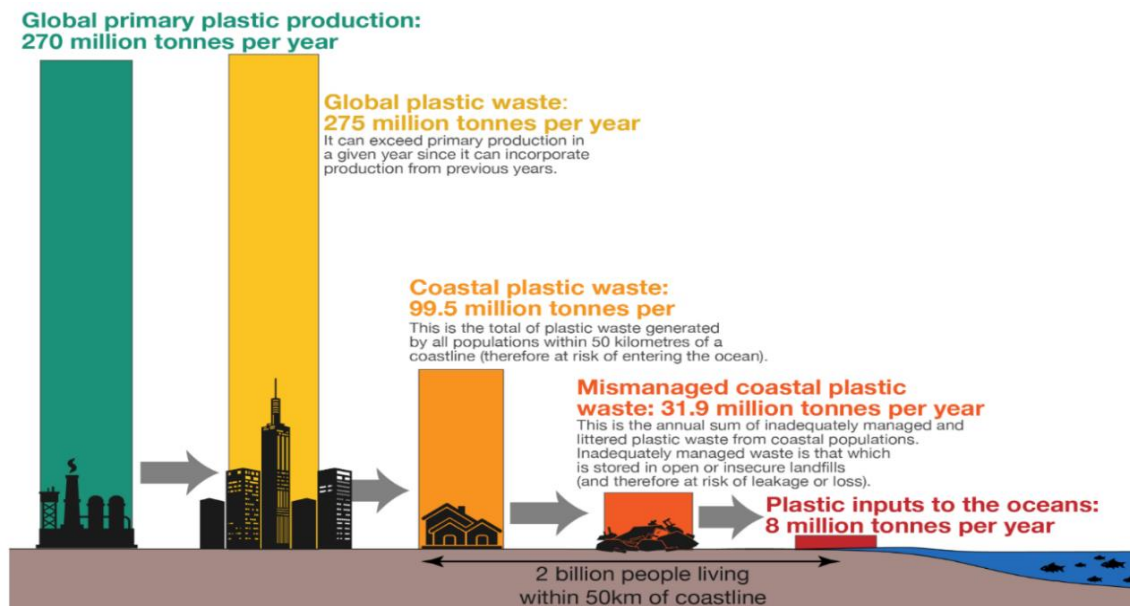 Global primary plastic production:
270 million tonnes per year
Global plastic waste:
275 million tonnes per year
It can exceed primary production in
a given year since it can incorporate
production from previous years.
Coastal plastic waste:
99.5 million tonnes per
This is the total of plastic waste generated
by all populations within 50 kilometres of a
coastline (therefore at risk of entering the ocean).
Mismanaged coastal plastic
waste: 31.9 million tonnes per year
This is the annual sum of inadequately managed and
littered plastic waste from coastal populations.
Inadequately managed waste is that which
is stored in open or insecure landfills
(and therefore at risk of leakage or loss).
Plastic inputs to the oceans:
8 million tonnes per year
2 billion people living
within 50km of coastline